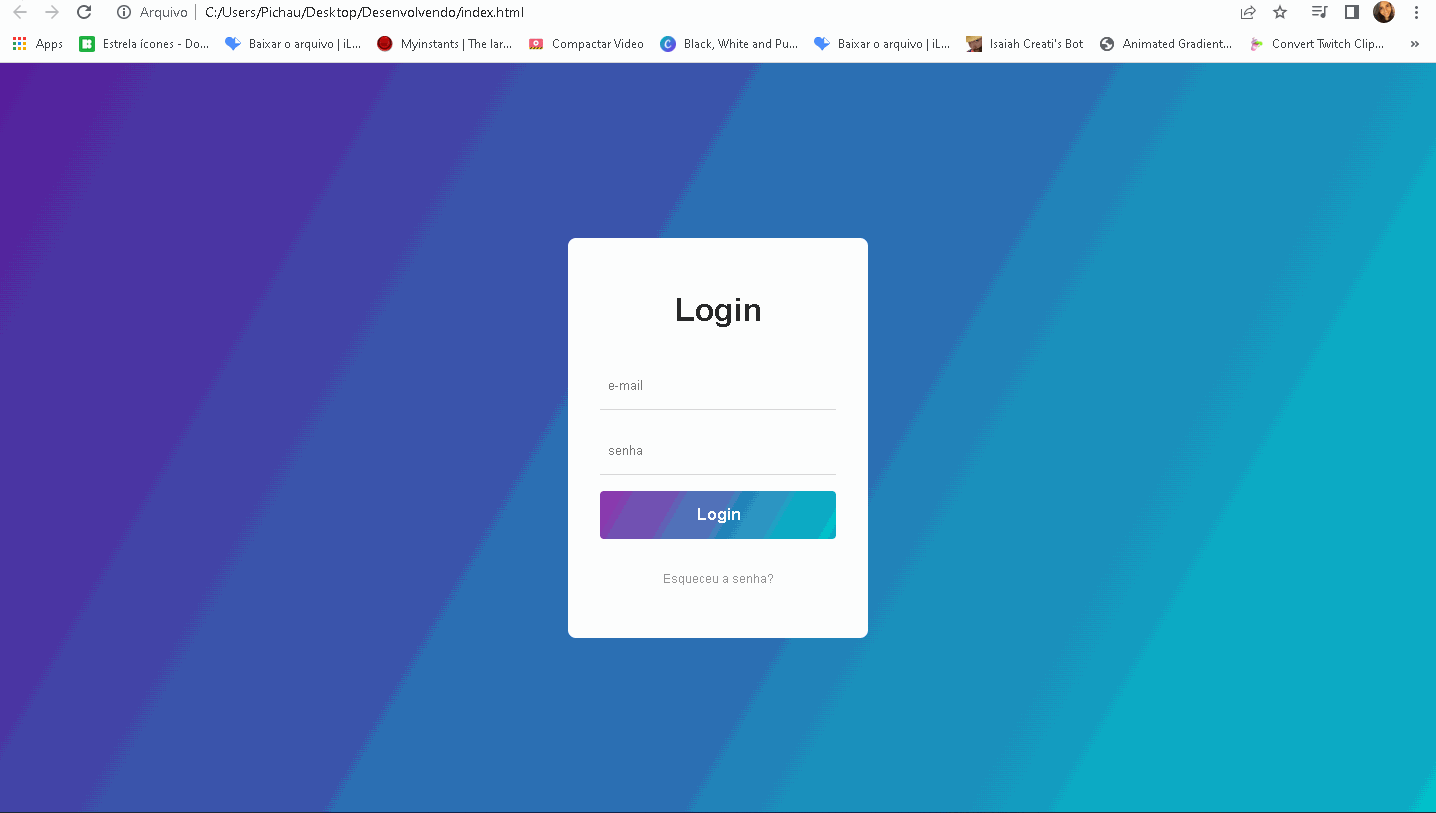 Arquivo C:/Users/Pichau/Desktop/Desenvolvendo/index.html
Apps Estrela ícones - Do... Baixar o arquivo | iL... Myinstants | The lar... Compactar Video Black, White and Pu... Baixar o arquivo | iL... Isaiah Creati's Bot Animated Gradient... Convert Twitch Clip... »
Login
e-mail
senha
Login
Esqueceu a senha?